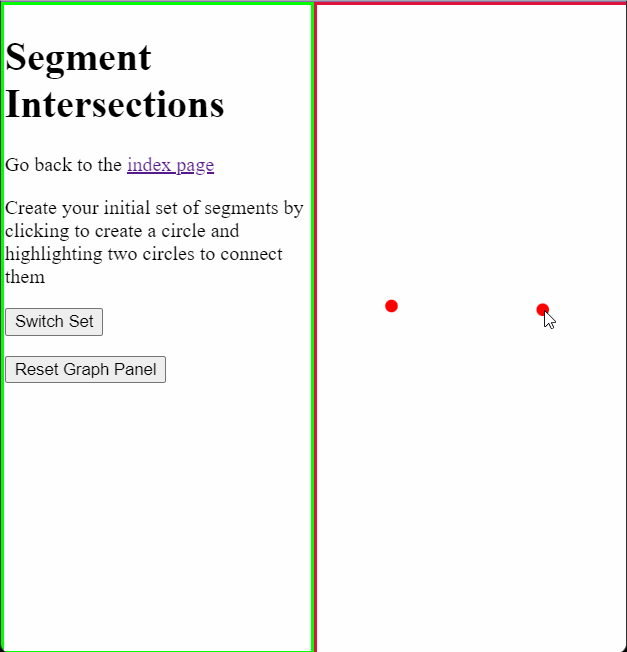 Segment
Intersections
Go back to the index page
Create your initial set of segments by
clicking to create a circle and
highlighting two circles to connect
them
Switch Set
Reset Graph Panel